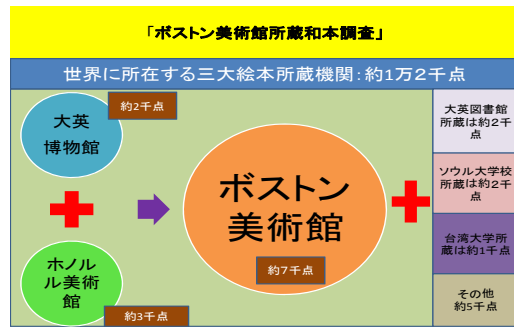 「ボストン美術館所蔵和本調査」
世界に所在する三大絵本所蔵機関：約1万2千点
約2千点
大英
博物館
ホノル
ル美術
館
約3千点
ボストン
美術館
約7千点
大英図書館
所蔵は約2千
点
ソウル大学校
所蔵は約2千
点
台湾大学所
蔵は約1千点
その他
約5千点